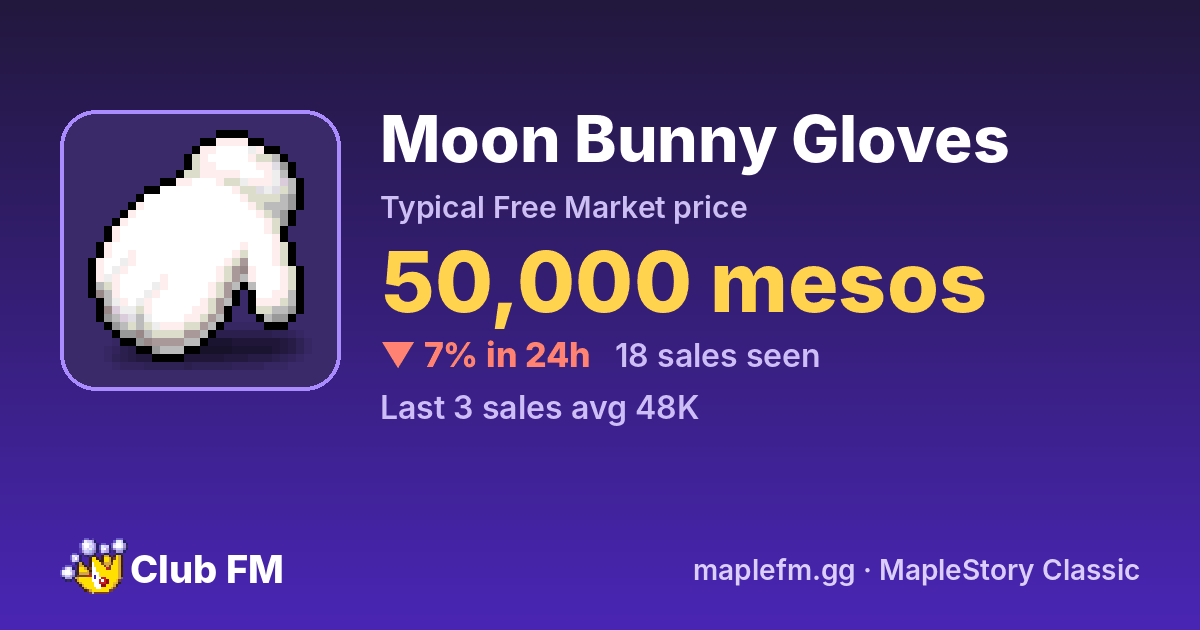 Moon Bunny Gloves
Typical Free Market price
50,000 mesos
▼ 7% in 24h 18 sales seen
Last 3 sales avg 48K
Club FM
maplefm.gg · MapleStory Classic